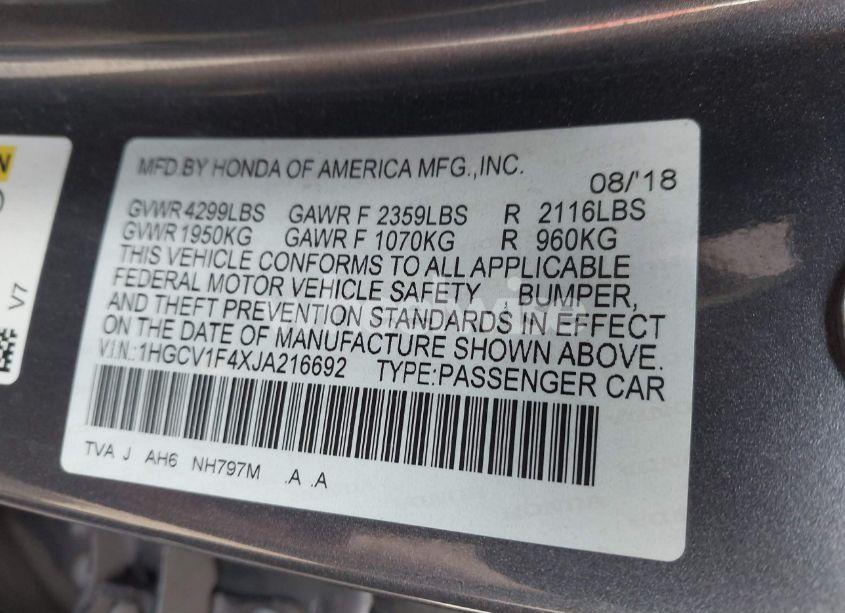 N
V7
MFD.BY HONDA OF AMERICA MFG.,INC.
08/'18
GVWR 4299LBS GAWR F 2359LBS R 2116LBS
GVWR 1950KG GAWR F 1070KG R 960KG
THIS VEHICLE CONFORMS TO ALL APPLICABLE
FEDERAL MOTOR VEHICLE SAFETY , BUMPER,
AND THEFT PREVENTION STANDARDS IN EFFECT
ON THE DATE OF MANUFACTURE SHOWN ABOVE.
V.I.N.:1HGCV1F4XJA216692 TYPE:PASSENGER CAR
TVA J AH6 NH797M .A .A